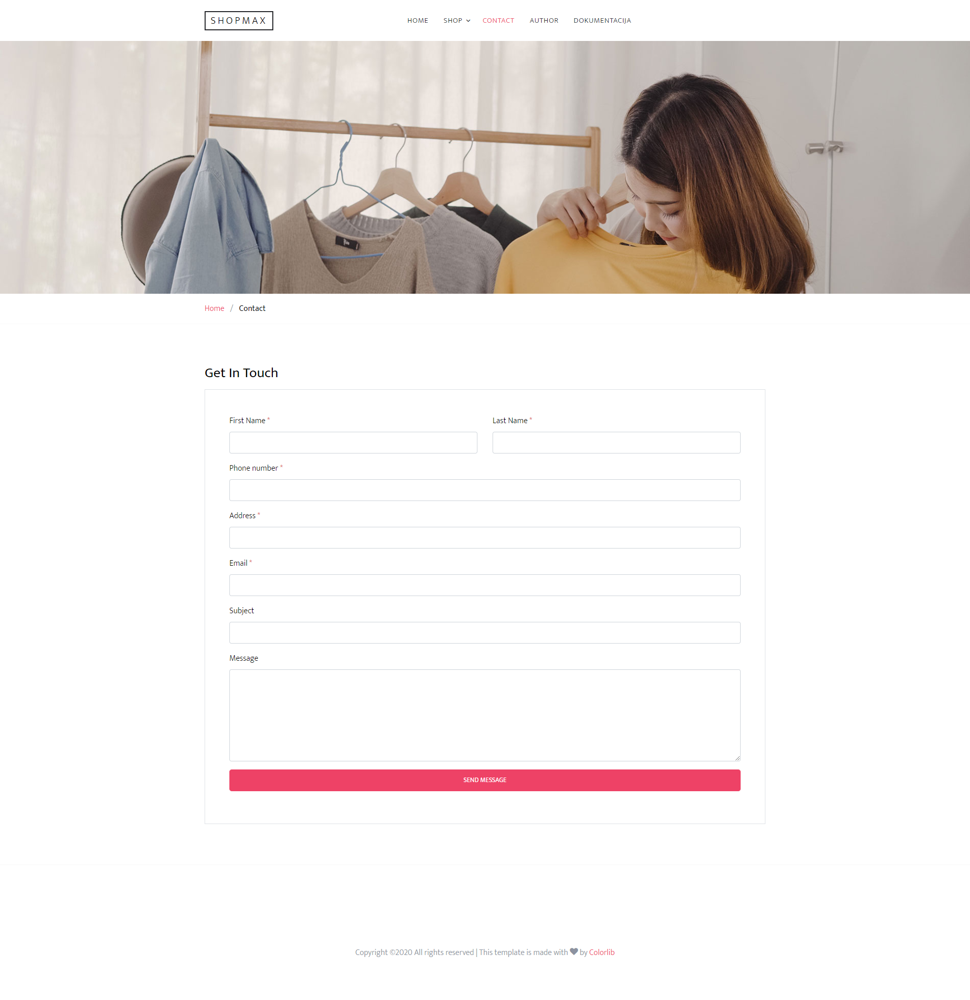 SHOPMAX
HOME SHOP CONTACT AUTHOR DOKUMENTACIJA
Home / Contact
Get In Touch
First Name * Last Name *
Phone number *
Address *
Email *
Subject
Message
SEND MESSAGE
Copyright ©2020 All rights reserved | This template is made with ♥ by Colorlib